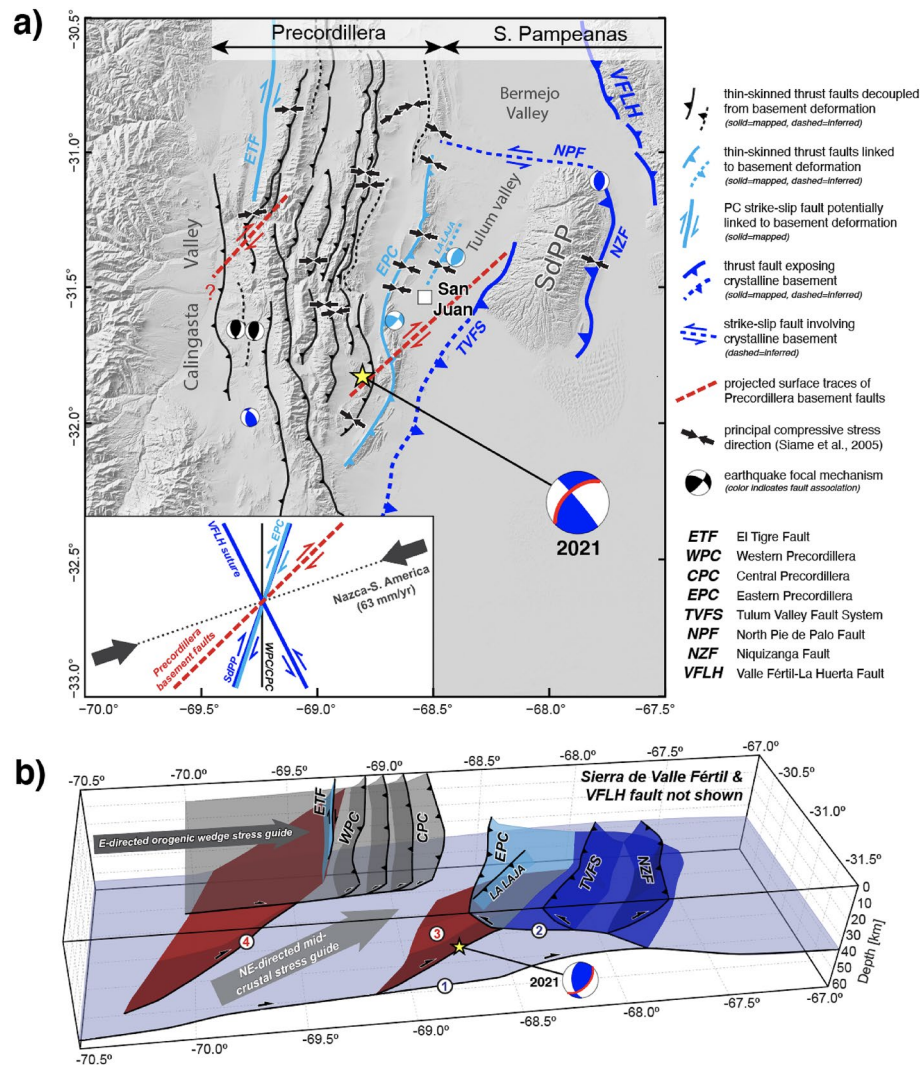 a)
Precordillera
S. Pampeanas
−30.5°
−31.0°
−31.5°
−32.0°
−32.5°
−33.0°
−70.0°
−69.5°
−69.0°
−68.5°
−68.0°
−67.5°
Bermejo
Valley
VFLH
ETF
NPF
Tulum valley
LA LAJA
EPC
SdPP
NZF
San
Juan
TVFS
Calingasta Valley
?
2021
VFLH suture
EPC
Nazca-S. America
(63 mm/yr)
Precordillera
basement faults
SdPP
WPC/CPC
thin-skinned thrust faults decoupled
from basement deformation
(solid=mapped, dashed=inferred)
thin-skinned thrust faults linked
to basement deformation
(solid=mapped, dashed=inferred)
PC strike-slip fault potentially
linked to basement deformation
(solid=mapped)
thrust fault exposing
crystalline basement
(solid=mapped, dashed=inferred)
strike-slip fault involving
crystalline basement
(dashed=inferred)
projected surface traces of
Precordillera basement faults
principal compressive stress
direction (Siame et al., 2005)
earthquake focal mechanism
(color indicates fault association)
ETF El Tigre Fault
WPC Western Precordillera
CPC Central Precordillera
EPC Eastern Precordillera
TVFS Tulum Valley Fault System
NPF North Pie de Palo Fault
NZF Niquizanga Fault
VFLH Valle Fértil-La Huerta Fault
b)
-70.5°
-70.0°
-69.5°
-69.0°
-68.5°
-68.0°
-67.5°
-67.0°
-30.5°
-31.0°
-31.5°
Sierra de Valle Fértil &
VFLH fault not shown
E-directed orogenic wedge stress guide
ETF
WPC
CPC
EPC
LA LAJA
TVFS
NZF
NE-directed mid-
crustal stress guide
4
3
2
1
2021
0
10
20
30
40
50
60
Depth [km]
-70.5°
-70.0°
-69.5°
-69.0°
-68.5°
-68.0°
-67.5°
-67.0°